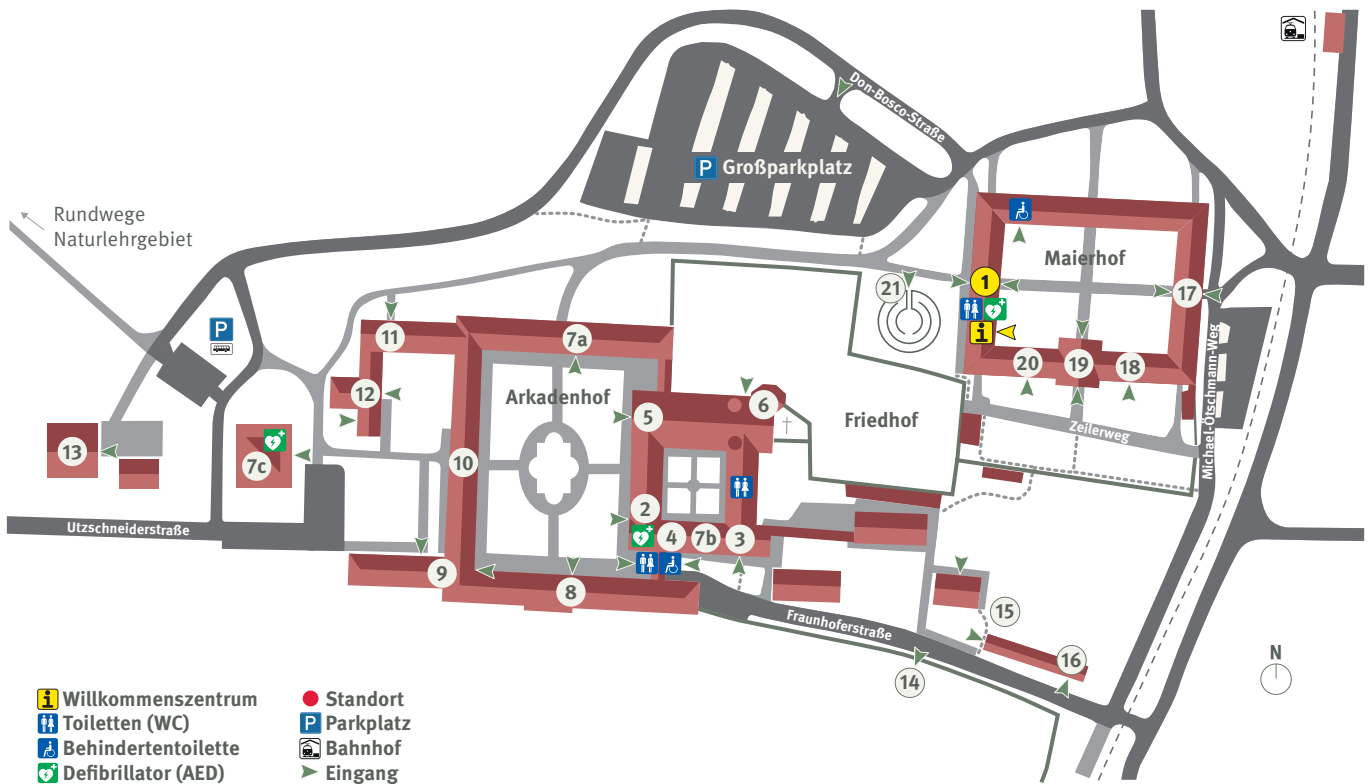 Don-Bosco-Straße
P Großparkplatz
Rundwege
Naturlehrgebiet
Maierhof
1
17
21
i
P
11
7a
20
19
18
12
Arkadenhof
5
6
Friedhof
Zeilerweg
Michael-Ötschmann-Weg
13
7c
10
2
4
7b
3
Utzschneiderstraße
9
8
Fraunhoferstraße
15
16
14
N
i Willkommenszentrum
Toiletten (WC)
Behindertentoilette
Defibrillator (AED)
Standort
P Parkplatz
Bahnhof
Eingang